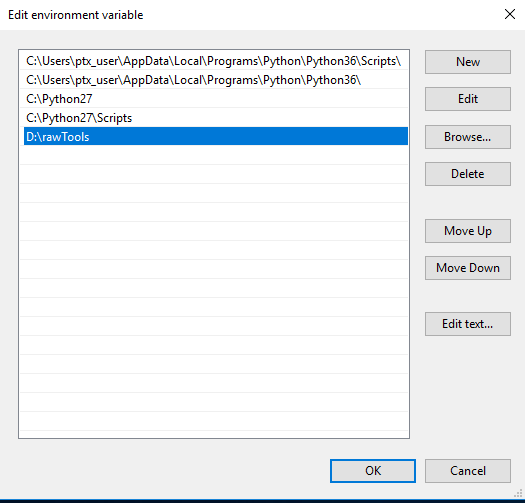 Edit environment variable
C:\Users\ptx_user\AppData\Local\Programs\Python\Python36\Scripts\
C:\Users\ptx_user\AppData\Local\Programs\Python\Python36\
C:\Python27
C:\Python27\Scripts
D:\rawTools
New
Edit
Browse...
Delete
Move Up
Move Down
Edit text...
OK
Cancel